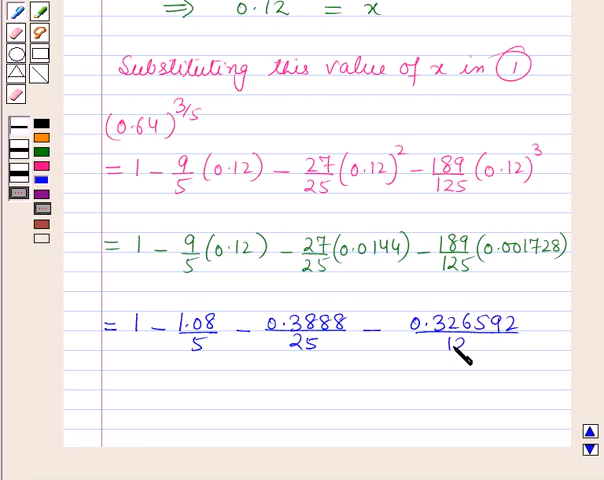 ⇒ 0.12 = x
Substituting this value of x in ①
(0.64)^{3/5}
= 1 - 9/5 (0.12) - 27/25 (0.12)^2 - 189/125 (0.12)^3
= 1 - 9/5 (0.12) - 27/25 (0.0144) - 189/125 (0.001728)
= 1 - 1.08/5 - 0.3888/25 - 0.326592/12